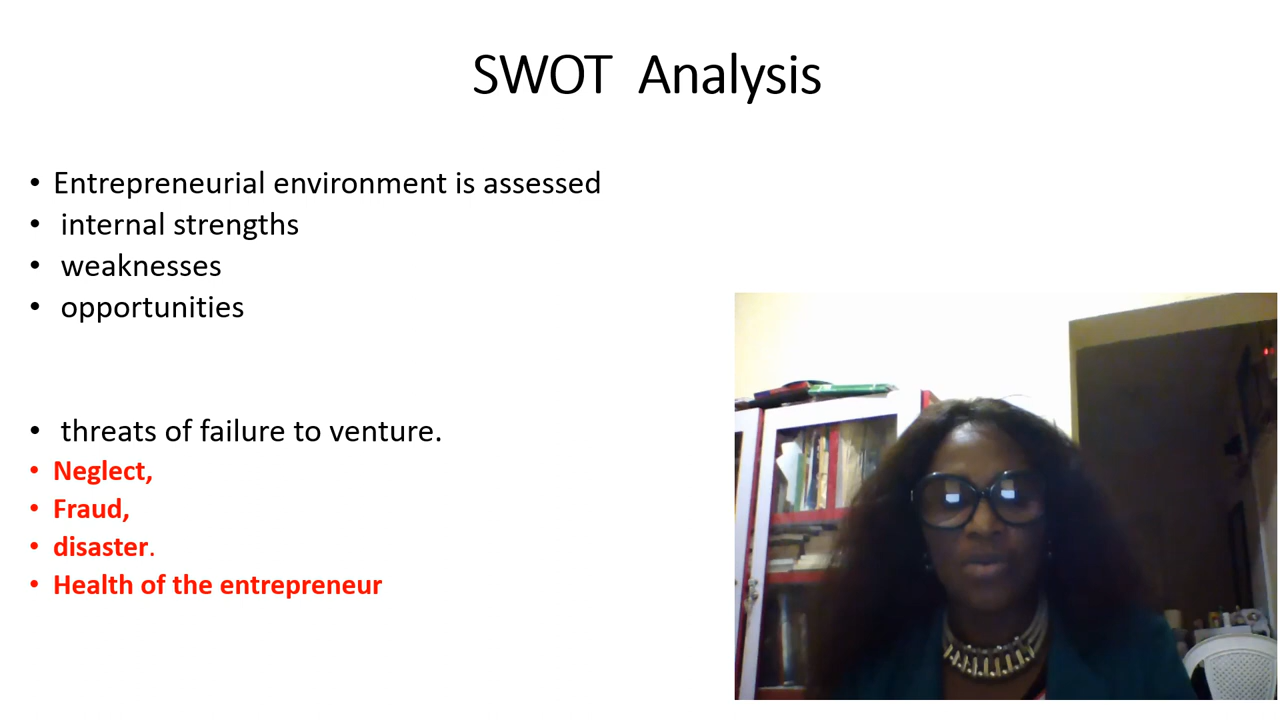 SWOT Analysis
• Entrepreneurial environment is assessed
• internal strengths
• weaknesses
• opportunities
• threats of failure to venture.
• Neglect,
• Fraud,
• disaster.
• Health of the entrepreneur